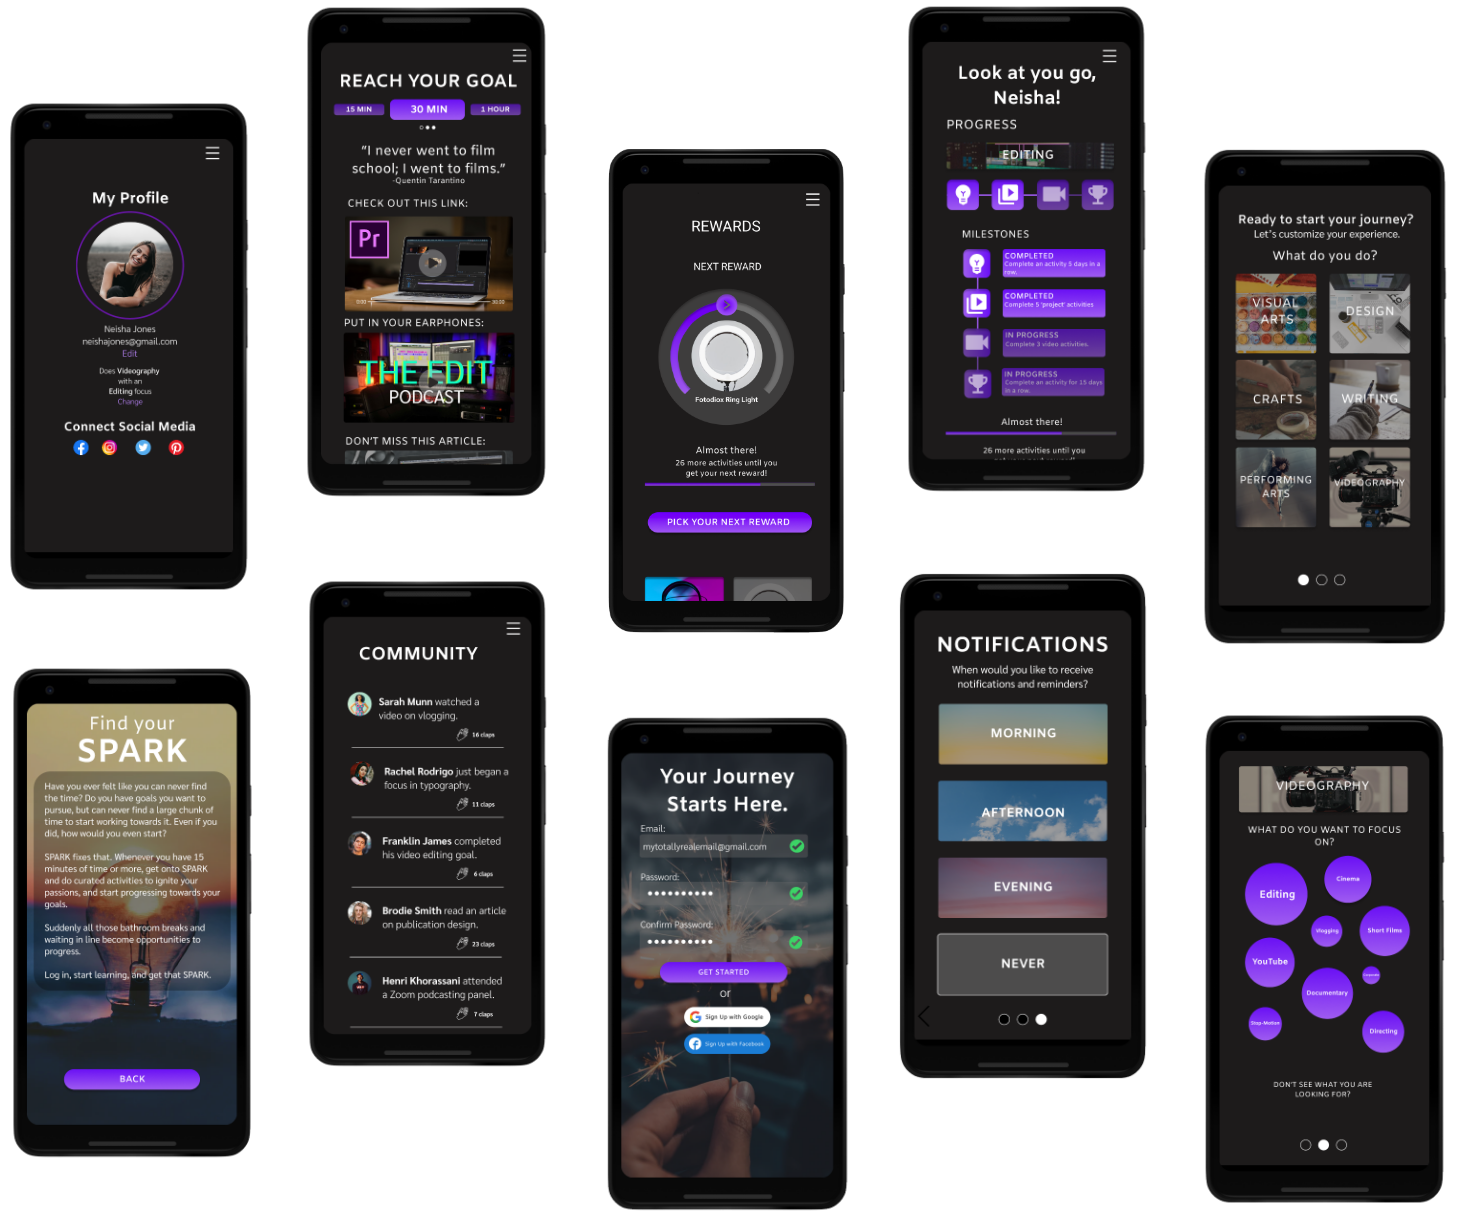 My Profile
Neisha Jones
neishajones@gmail.com
Edit
Does Videography
with an
Editing focus
Change
Connect Social Media
REACH YOUR GOAL
15 MIN
30 MIN
1 HOUR
“I never went to film
school; I went to films.”
-Quentin Tarantino
CHECK OUT THIS LINK:
Pr
0:00
30:00
PUT IN YOUR EARPHONES:
THE EDIT
PODCAST
DON'T MISS THIS ARTICLE:
REWARDS
NEXT REWARD
Fotodiox Ring Light
Almost there!
26 more activities until you
get your next reward!
PICK YOUR NEXT REWARD
Look at you go,
Neisha!
PROGRESS
EDITING
MILESTONES
COMPLETED
Complete an activity 5 days in a
row.
COMPLETED
Complete 5 'project' activities
IN PROGRESS
Complete 3 video activities.
IN PROGRESS
Complete an activity for 15 days
in a row.
Almost there!
26 more activities until you
get your next reward!
Ready to start your journey?
Let's customize your experience.
What do you do?
VISUAL
ARTS
DESIGN
CRAFTS
WRITING
PERFORMING
ARTS
VIDEOGRAPHY
Find your
SPARK
Have you ever felt like you can never find
the time? Do you have goals you want to
pursue, but can never find a large chunk of
time to start working towards it. Even if you
did, how would you even start?
SPARK fixes that. Whenever you have 15
minutes of time or more, get onto SPARK
and do curated activities to ignite your
passions, and start progressing towards your
goals.
Suddenly all those bathroom breaks and
waiting in line become opportunities to
progress.
Log in, start learning, and get that SPARK.
BACK
COMMUNITY
Sarah Munn watched a
video on vlogging.
16 claps
Rachel Rodrigo just began a
focus in typography.
11 claps
Franklin James completed
his video editing goal.
6 claps
Brodie Smith read an article
on publication design.
23 claps
Henri Khorassani attended
a Zoom podcasting panel.
7 claps
Your Journey
Starts Here.
Email:
mytotallyrealemail@gmail.com
Password:
Confirm Password:
GET STARTED
or
Sign Up with Google
Sign Up with Facebook
NOTIFICATIONS
When would you like to receive
notifications and reminders?
MORNING
AFTERNOON
EVENING
NEVER
VIDEOGRAPHY
WHAT DO YOU WANT TO FOCUS
ON?
Editing
Cinema
Vlogging
Short Films
YouTube
Documentary
Stop-Motion
Directing
DON'T SEE WHAT YOU ARE
LOOKING FOR?